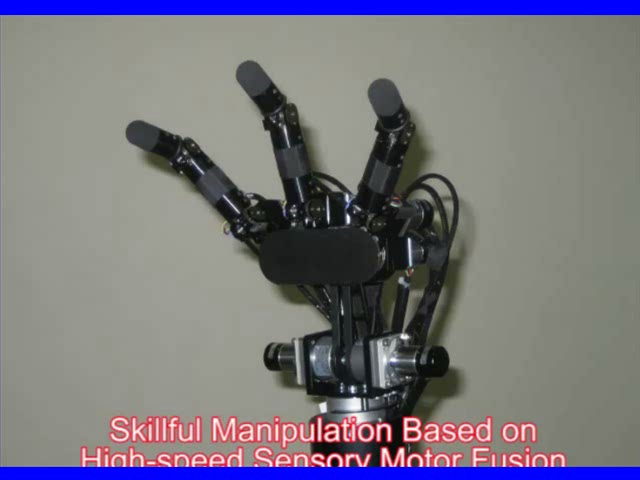 Skillful Manipulation Based on
High-speed Sensory Motor Fusion